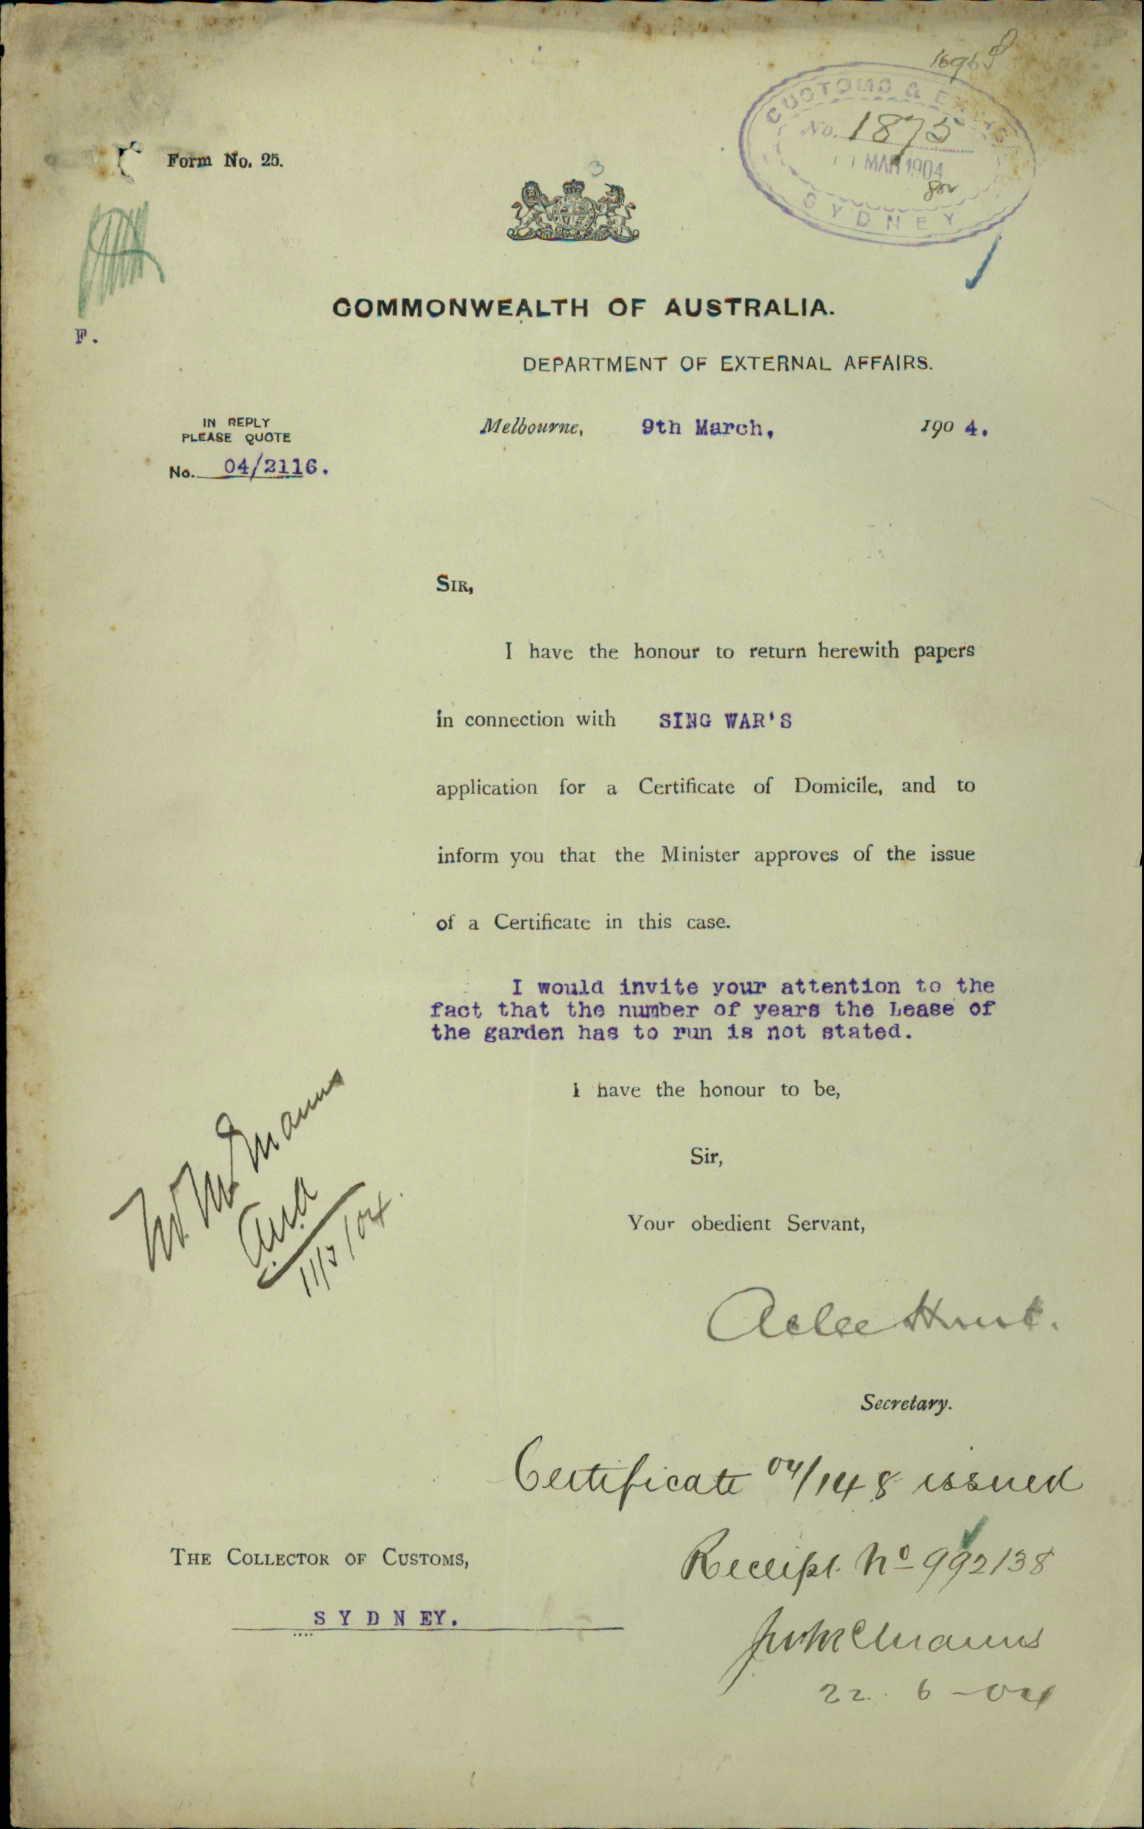 CUSTOMS & EXCISE
No. 1875
MAR 1904
SYDNEY
Form No. 25.
COMMONWEALTH OF AUSTRALIA.
F.
DEPARTMENT OF EXTERNAL AFFAIRS.
IN REPLY
PLEASE QUOTE
No. 04/2116.
Melbourne, 9th March, 1904.
SIR,
I have the honour to return herewith papers
in connection with SING WAR'S
application for a Certificate of Domicile, and to
inform you that the Minister approves of the issue
of a Certificate in this case.
I would invite your attention to the
fact that the number of years the Lease of
the garden has to run is not stated.
I have the honour to be,
Sir,
Your obedient Servant,
Atlee Hunt.
Secretary.
11/3/04.
Certificate 04/148 issued
Receipt No 992138
22.6-04
THE COLLECTOR OF CUSTOMS,
SYDNEY.